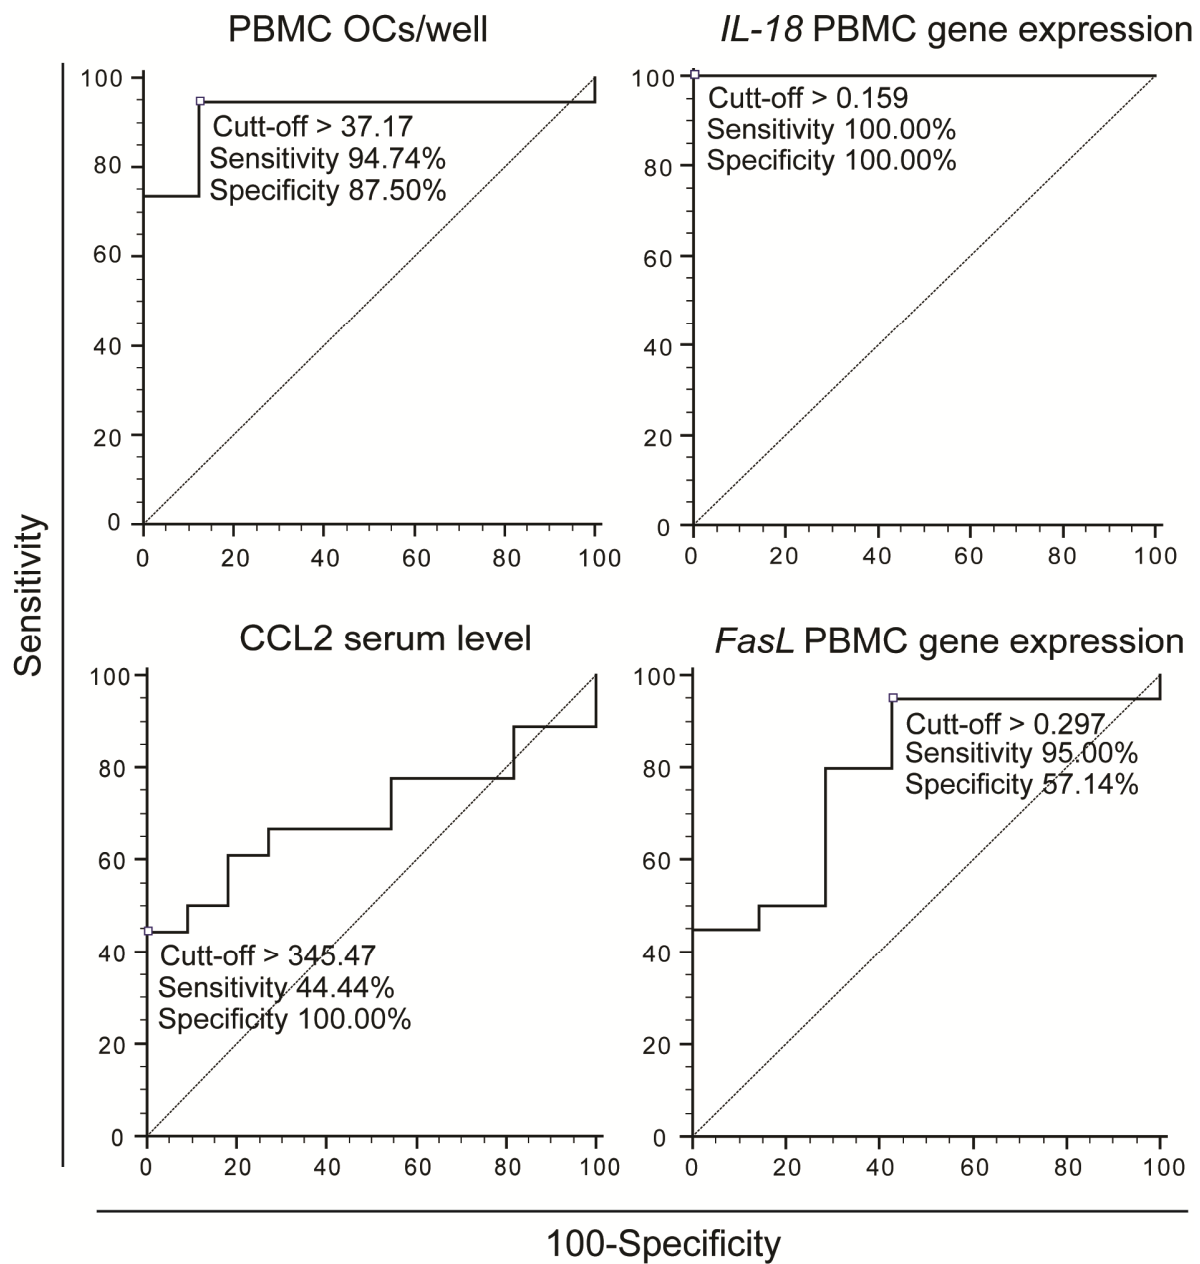 PBMC OCs/well
100
80
60
40
20
0
Cutt-off > 37.17
Sensitivity 94.74%
Specificity 87.50%
0 20 40 60 80 100
IL-18 PBMC gene expression
100
80
60
40
20
0
Cutt-off > 0.159
Sensitivity 100.00%
Specificity 100.00%
0 20 40 60 80 100
Sensitivity
CCL2 serum level
100
80
60
40
20
0
Cutt-off > 345.47
Sensitivity 44.44%
Specificity 100.00%
0 20 40 60 80 100
FasL PBMC gene expression
100
80
60
40
20
0
Cutt-off > 0.297
Sensitivity 95.00%
Specificity 57.14%
0 20 40 60 80 100
100-Specificity